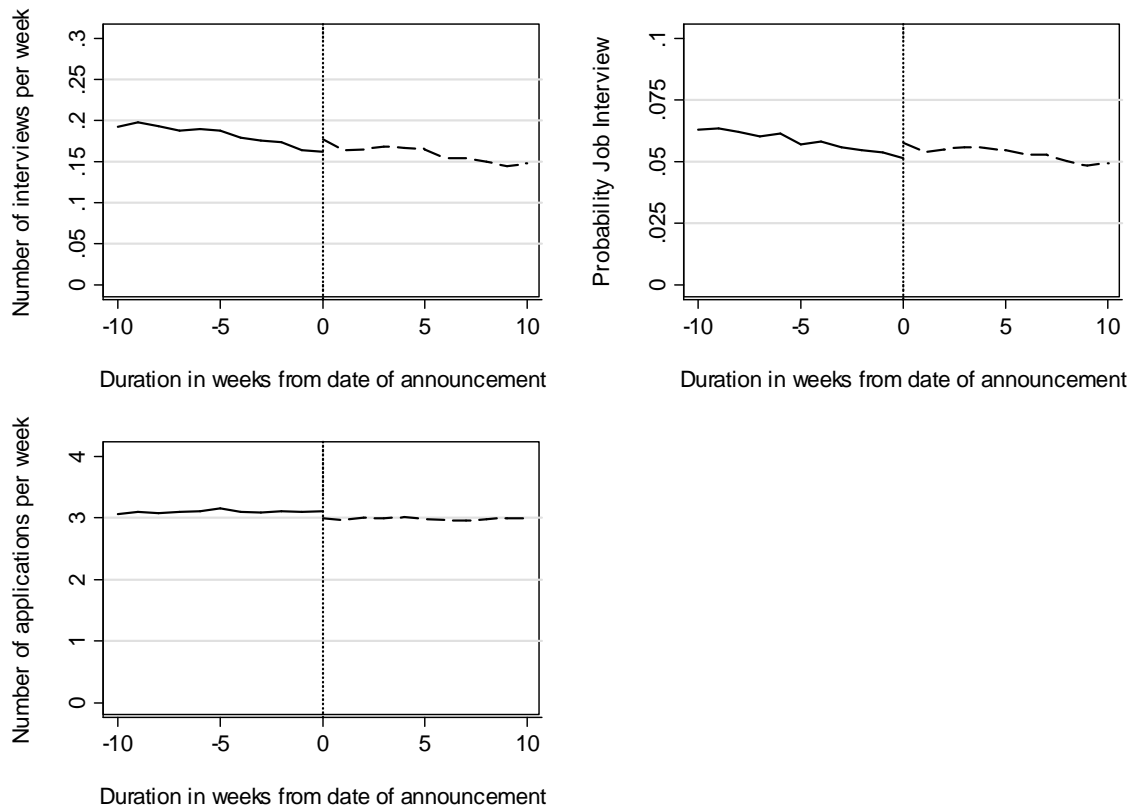 Number of interviews per week
.3
.25
.2
.15
.1
.05
0
-10 -5 0 5 10
Duration in weeks from date of announcement
Probability Job Interview
.1
.075
.05
.025
0
-10 -5 0 5 10
Duration in weeks from date of announcement
Number of applications per week
4
3
2
1
0
-10 -5 0 5 10
Duration in weeks from date of announcement